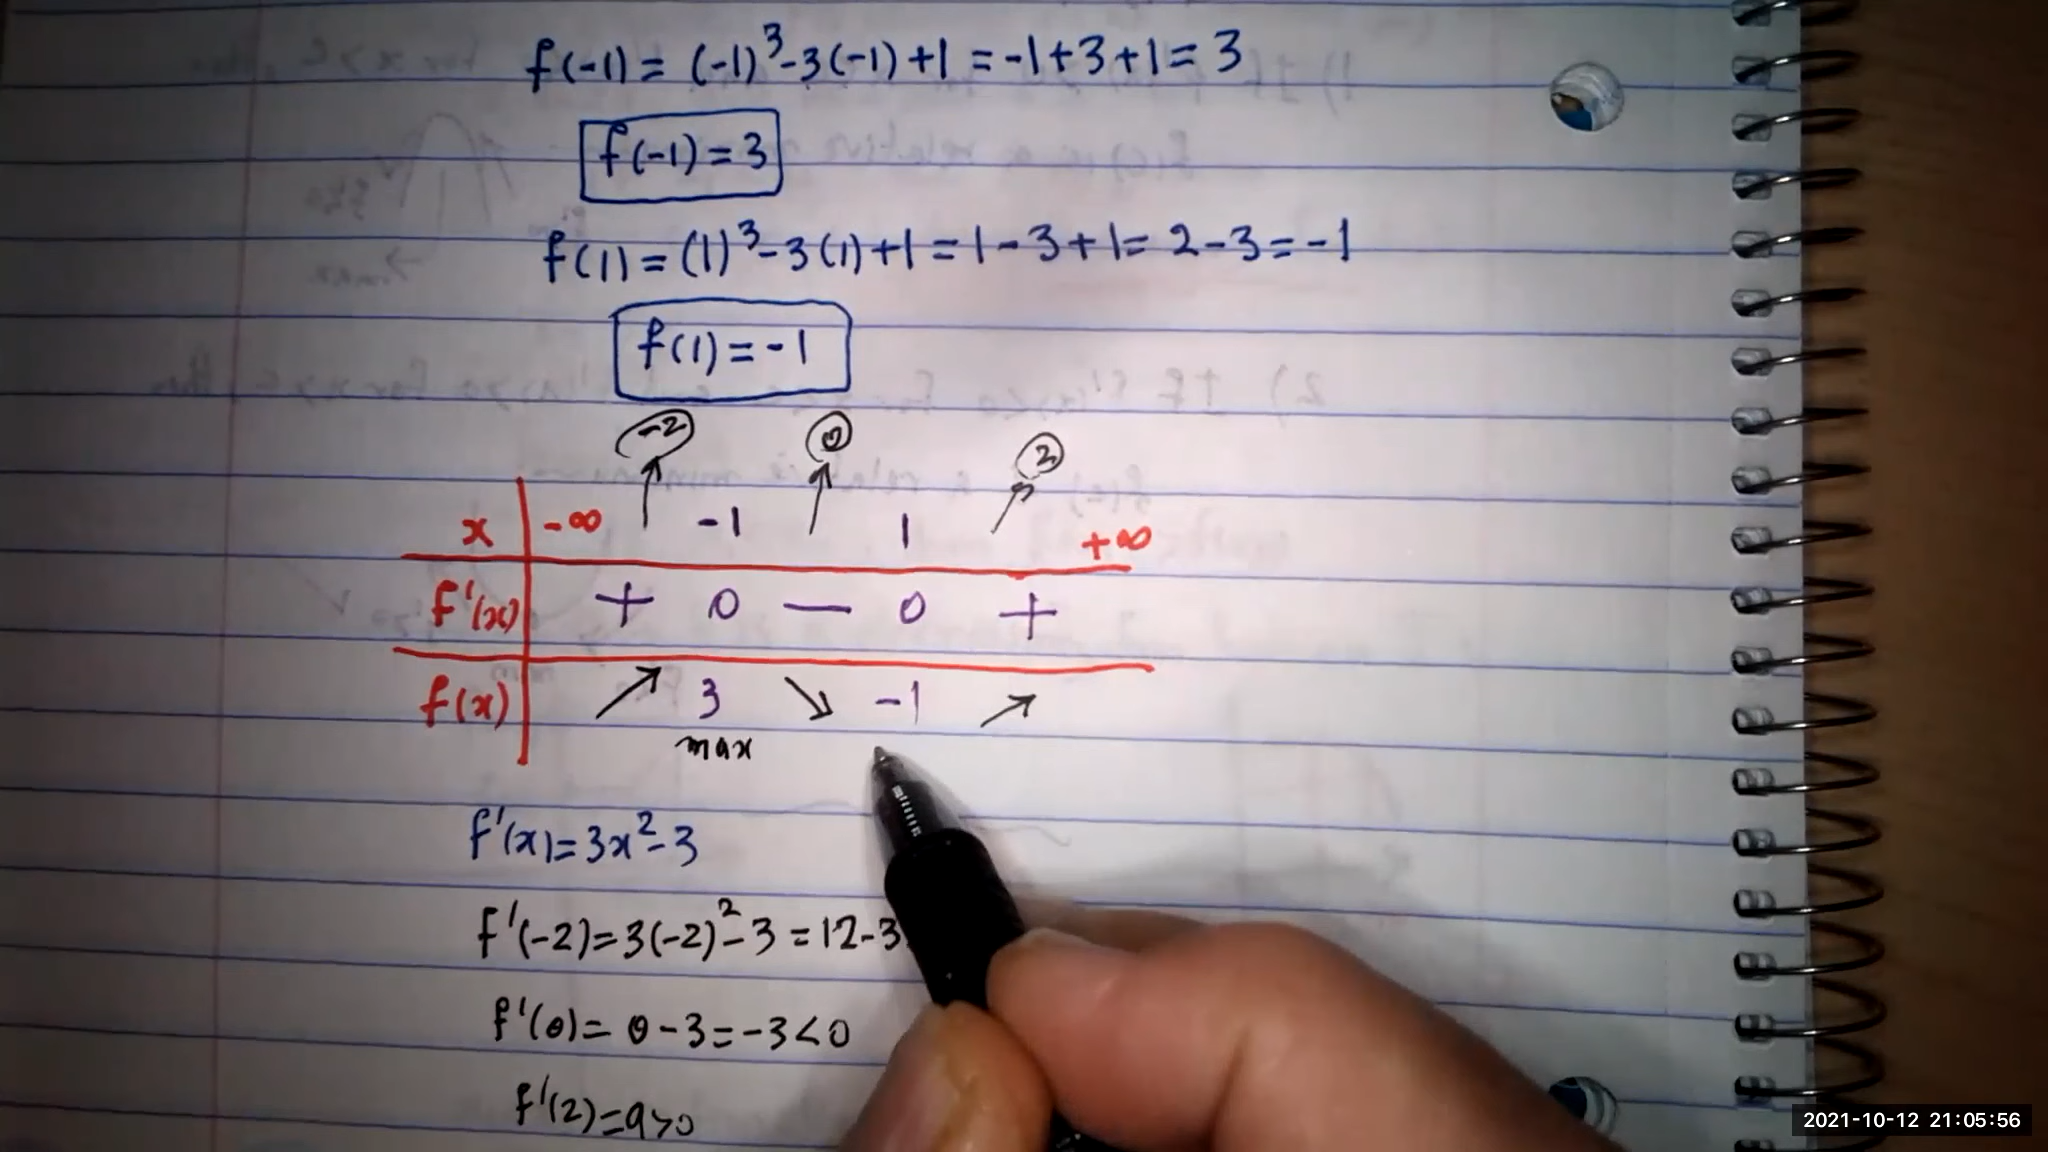 f(-1) = (-1)³-3(-1)+1 = -1+3+1= 3
f(-1) = 3
f(1) = (1)³-3(1)+1 = 1-3+1= 2-3=-1
f(1) = -1
-2 0 2
x -∞ -1 1 +∞
f'(x) + 0 — 0 +
f(x) ↗ 3 ↘ -1 ↗
max
f'(x)=3x²-3
f'(-2)=3(-2)²-3=12-3
f'(0)= 0-3=-3<0
f'(2)=9>0
2021-10-12 21:05:56